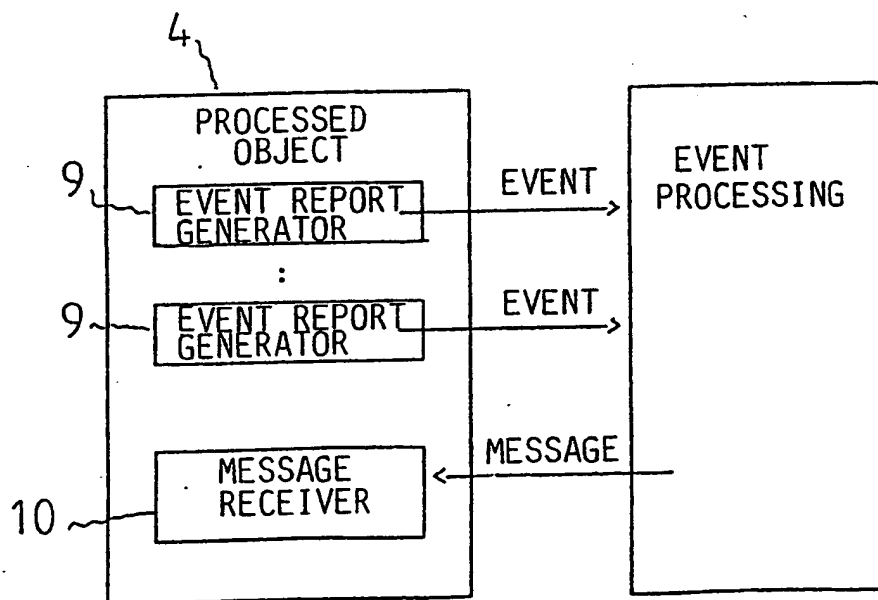 4
PROCESSED
OBJECT
9
EVENT REPORT
GENERATOR
EVENT
EVENT
PROCESSING
:
9
EVENT REPORT
GENERATOR
EVENT
MESSAGE
RECEIVER
MESSAGE
10